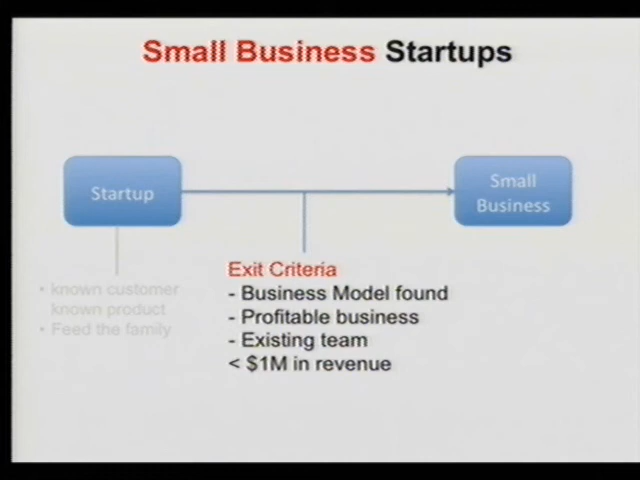 Small Business Startups
Startup
Small
Business
• known customer
known product
• Feed the family
Exit Criteria
- Business Model found
- Profitable business
- Existing team
< $1M in revenue